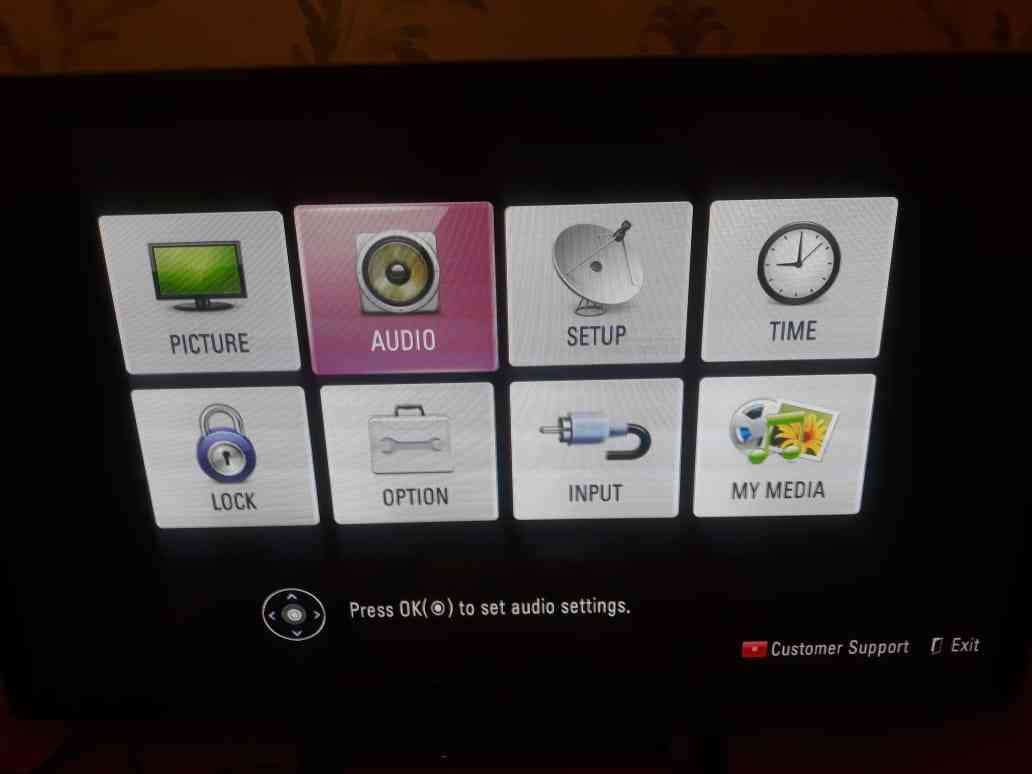 PICTURE
AUDIO
SETUP
TIME
LOCK
OPTION
INPUT
MY MEDIA
Press OK(◉) to set audio settings.
Customer Support
Exit